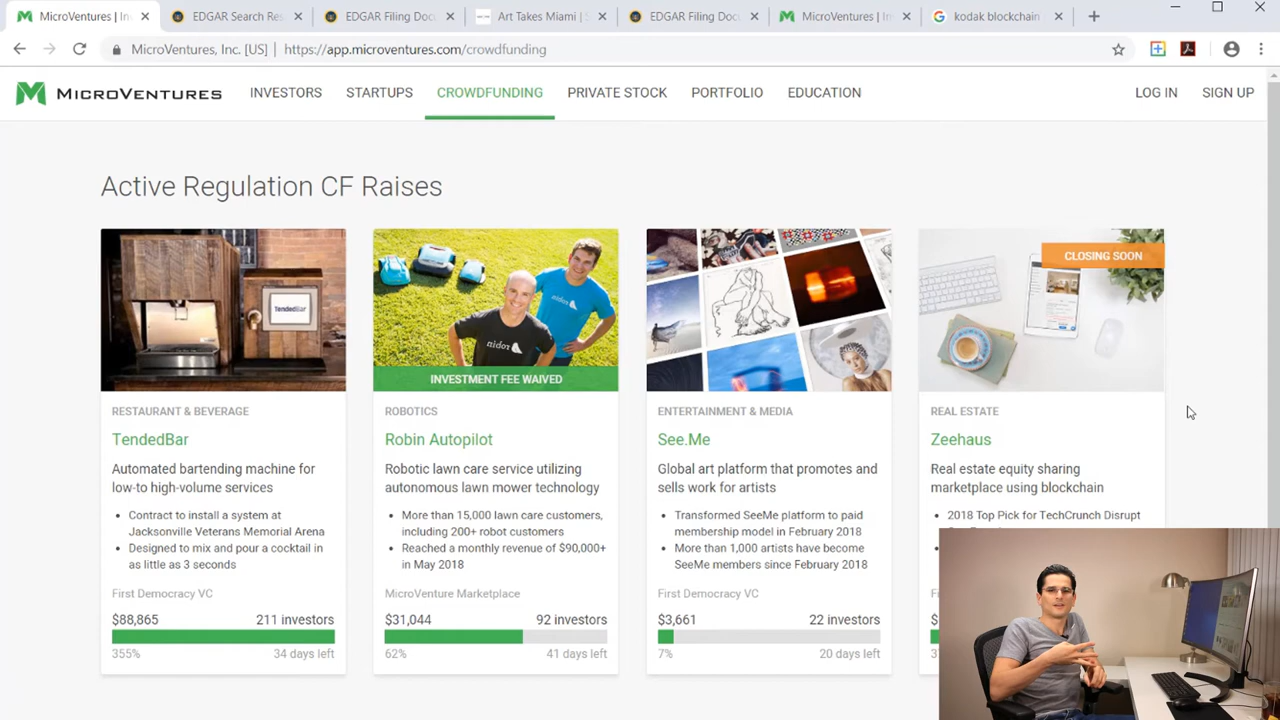 MicroVentures | In
EDGAR Search Res
EDGAR Filing Docu
Art Takes Miami | S
EDGAR Filing Docu
MicroVentures | In
kodak blockchain
MicroVentures, Inc. [US] | https://app.microventures.com/crowdfunding
MICROVENTURES
INVESTORS
STARTUPS
CROWDFUNDING
PRIVATE STOCK
PORTFOLIO
EDUCATION
LOG IN
SIGN UP
Active Regulation CF Raises
TendedBar
INVESTMENT FEE WAIVED
CLOSING SOON
RESTAURANT & BEVERAGE
TendedBar
Automated bartending machine for
low-to high-volume services
• Contract to install a system at
Jacksonville Veterans Memorial Arena
• Designed to mix and pour a cocktail in
as little as 3 seconds
First Democracy VC
$88,865
211 investors
355%
34 days left
ROBOTICS
Robin Autopilot
Robotic lawn care service utilizing
autonomous lawn mower technology
• More than 15,000 lawn care customers,
including 200+ robot customers
• Reached a monthly revenue of $90,000+
in May 2018
MicroVenture Marketplace
$31,044
92 investors
62%
41 days left
ENTERTAINMENT & MEDIA
See.Me
Global art platform that promotes and
sells work for artists
• Transformed SeeMe platform to paid
membership model in February 2018
• More than 1,000 artists have become
SeeMe members since February 2018
First Democracy VC
$3,661
22 investors
7%
20 days left
REAL ESTATE
Zeehaus
Real estate equity sharing
marketplace using blockchain
• 2018 Top Pick for TechCrunch Disrupt